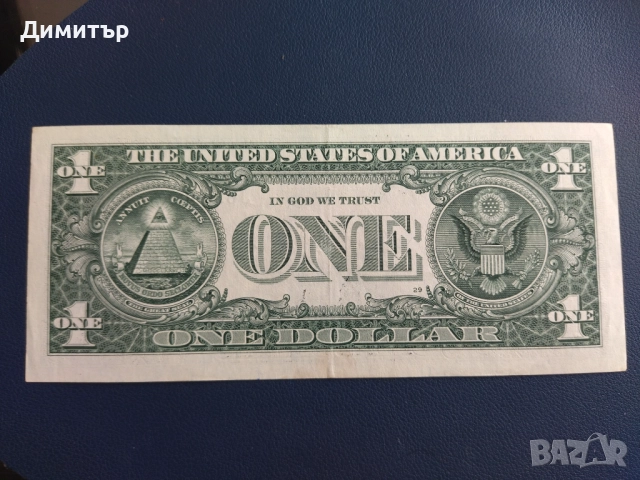 Димитър
THE UNITED STATES OF AMERICA
1 ONE
1 ONE
ANNUIT CŒPTIS
IN GOD WE TRUST
ONE
29
1 ONE
1 ONE
ONE DOLLAR
BAZAR